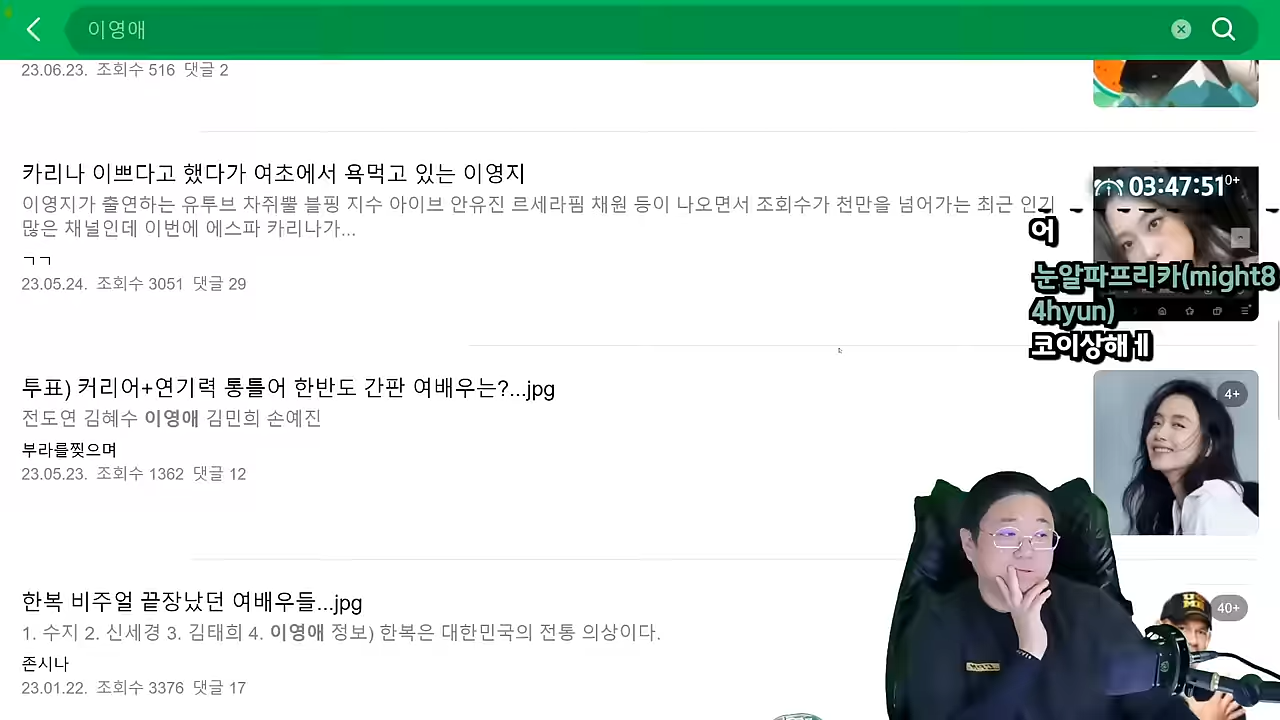 이영애
23.06.23. 조회수 516 댓글 2
카리나 이쁘다고 했다가 여초에서 욕먹고 있는 이영지
이영지가 출연하는 유투브 차쥐뿔 블핑 지수 아이브 안유진 르세라핌 채원 등이 나오면서 조회수가 천만을 넘어가는 최근 인기
많은 채널인데 이번에 에스파 카리나가...
ㄱㄱ
23.05.24. 조회수 3051 댓글 29
03:47:51
0+
어
눈알파프리카(might8
4hyun)
코이상해ㅔ
투표) 커리어+연기력 통틀어 한반도 간판 여배우는?...jpg
전도연 김혜수 이영애 김민희 손예진
부라를찢으며
23.05.23. 조회수 1362 댓글 12
4+
한복 비주얼 끝장났던 여배우들...jpg
1. 수지 2. 신세경 3. 김태희 4. 이영애 정보) 한복은 대한민국의 전통 의상이다.
존시나
23.01.22. 조회수 3376 댓글 17
40+